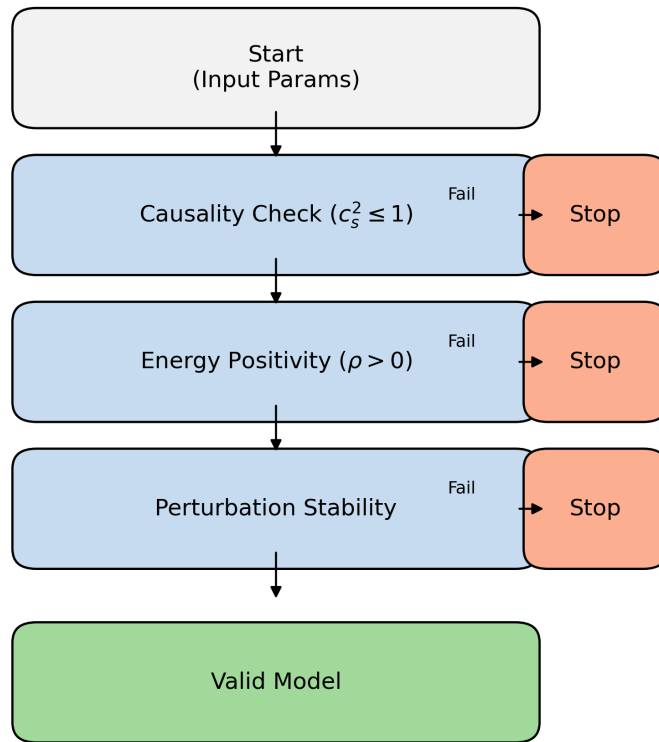 Start
(Input Params)
Causality Check (c_s^2 ≤ 1)
Fail
Stop
Energy Positivity (ρ > 0)
Fail
Stop
Perturbation Stability
Fail
Stop
Valid Model